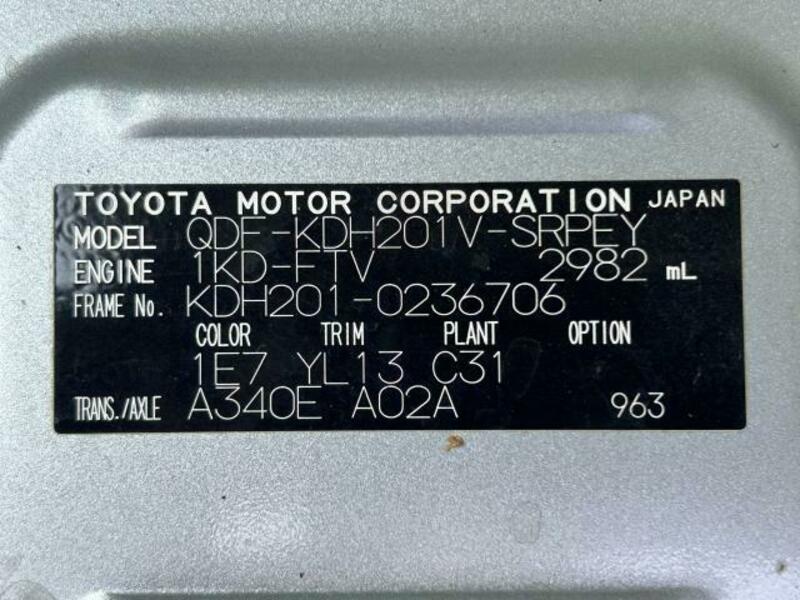 TOYOTA MOTOR CORPORATION JAPAN
MODEL QDF-KDH201V-SRPEY
ENGINE 1KD-FTV 2982 mL
FRAME No. KDH201-0236706
COLOR TRIM PLANT OPTION
1E7 YL13 C31
TRANS./AXLE A340E A02A 963